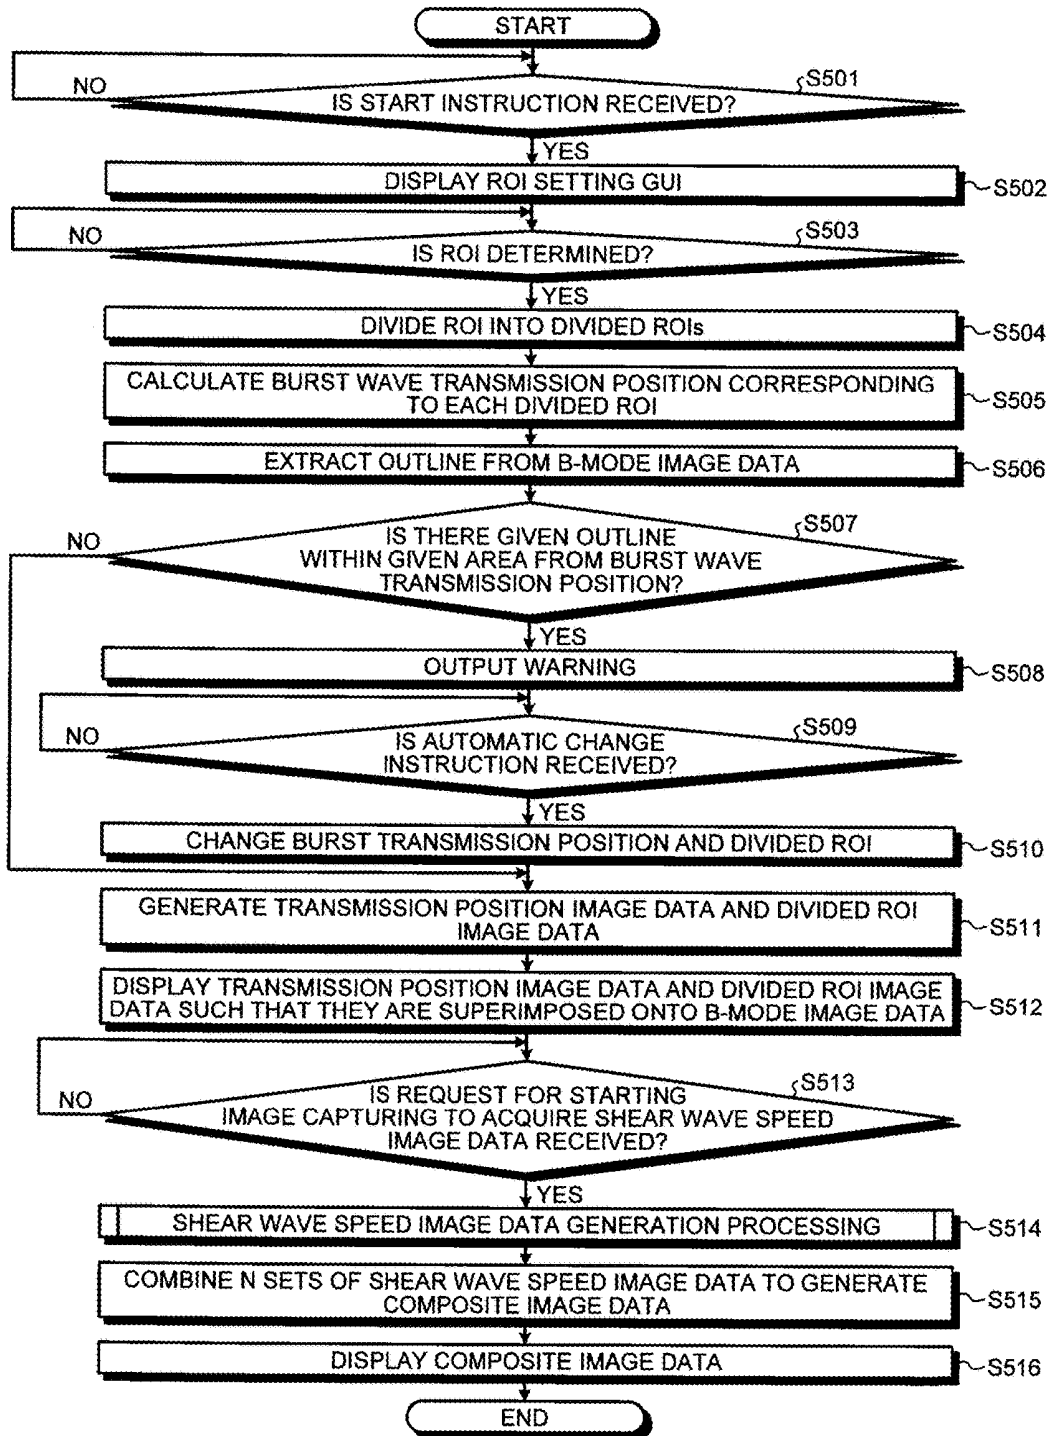 START
S501
NO
IS START INSTRUCTION RECEIVED?
YES
DISPLAY ROI SETTING GUI
S502
NO
S503
IS ROI DETERMINED?
YES
DIVIDE ROI INTO DIVIDED ROIs
S504
CALCULATE BURST WAVE TRANSMISSION POSITION CORRESPONDING
TO EACH DIVIDED ROI
S505
EXTRACT OUTLINE FROM B-MODE IMAGE DATA
S506
S507
NO
IS THERE GIVEN OUTLINE
WITHIN GIVEN AREA FROM BURST WAVE
TRANSMISSION POSITION?
YES
OUTPUT WARNING
S508
S509
NO
IS AUTOMATIC CHANGE
INSTRUCTION RECEIVED?
YES
CHANGE BURST TRANSMISSION POSITION AND DIVIDED ROI
S510
GENERATE TRANSMISSION POSITION IMAGE DATA AND DIVIDED ROI
IMAGE DATA
S511
DISPLAY TRANSMISSION POSITION IMAGE DATA AND DIVIDED ROI IMAGE
DATA SUCH THAT THEY ARE SUPERIMPOSED ONTO B-MODE IMAGE DATA
S512
S513
NO
IS REQUEST FOR STARTING
IMAGE CAPTURING TO ACQUIRE SHEAR WAVE SPEED
IMAGE DATA RECEIVED?
YES
SHEAR WAVE SPEED IMAGE DATA GENERATION PROCESSING
S514
COMBINE N SETS OF SHEAR WAVE SPEED IMAGE DATA TO GENERATE
COMPOSITE IMAGE DATA
S515
DISPLAY COMPOSITE IMAGE DATA
S516
END